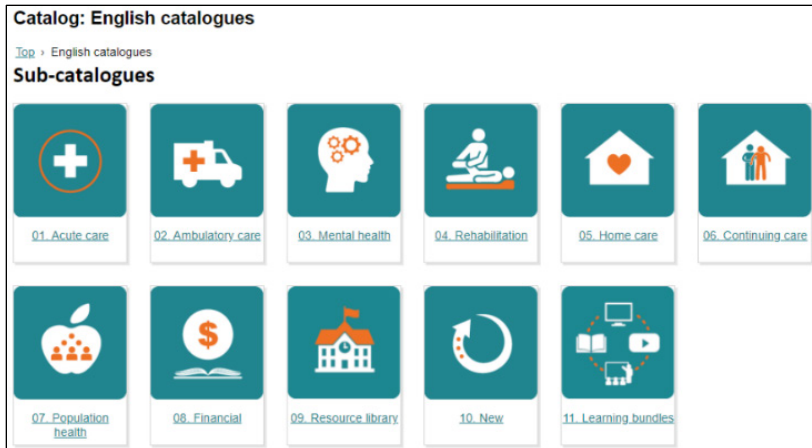 Catalog: English catalogues
Top › English catalogues
Sub-catalogues
01. Acute care
02. Ambulatory care
03. Mental health
04. Rehabilitation
05. Home care
06. Continuing care
$
07. Population
health
08. Financial
09. Resource library
10. New
11. Learning bundles